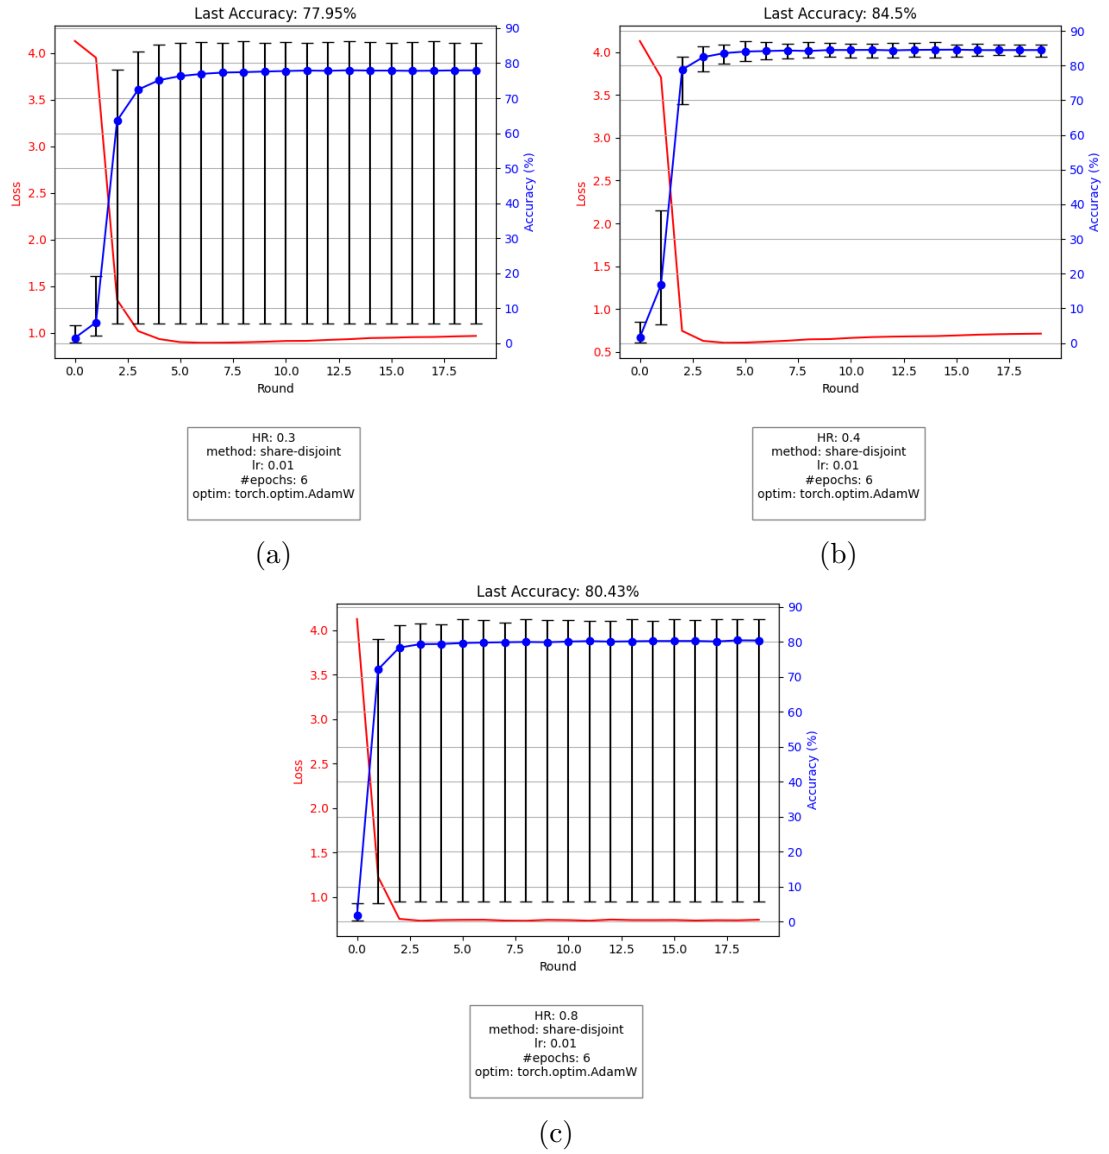 Last Accuracy: 77.95%
4.0
3.5
3.0
2.5
2.0
1.5
1.0
Loss
90
80
70
60
50
40
30
20
10
0
Accuracy (%)
0.0 2.5 5.0 7.5 10.0 12.5 15.0 17.5
Round
HR: 0.3
method: share-disjoint
lr: 0.01
#epochs: 6
optim: torch.optim.AdamW
(a)
Last Accuracy: 84.5%
4.0
3.5
3.0
2.5
2.0
1.5
1.0
0.5
Loss
90
80
70
60
50
40
30
20
10
0
Accuracy (%)
0.0 2.5 5.0 7.5 10.0 12.5 15.0 17.5
Round
HR: 0.4
method: share-disjoint
lr: 0.01
#epochs: 6
optim: torch.optim.AdamW
(b)
Last Accuracy: 80.43%
4.0
3.5
3.0
2.5
2.0
1.5
1.0
Loss
90
80
70
60
50
40
30
20
10
0
Accuracy (%)
0.0 2.5 5.0 7.5 10.0 12.5 15.0 17.5
Round
HR: 0.8
method: share-disjoint
lr: 0.01
#epochs: 6
optim: torch.optim.AdamW
(c)